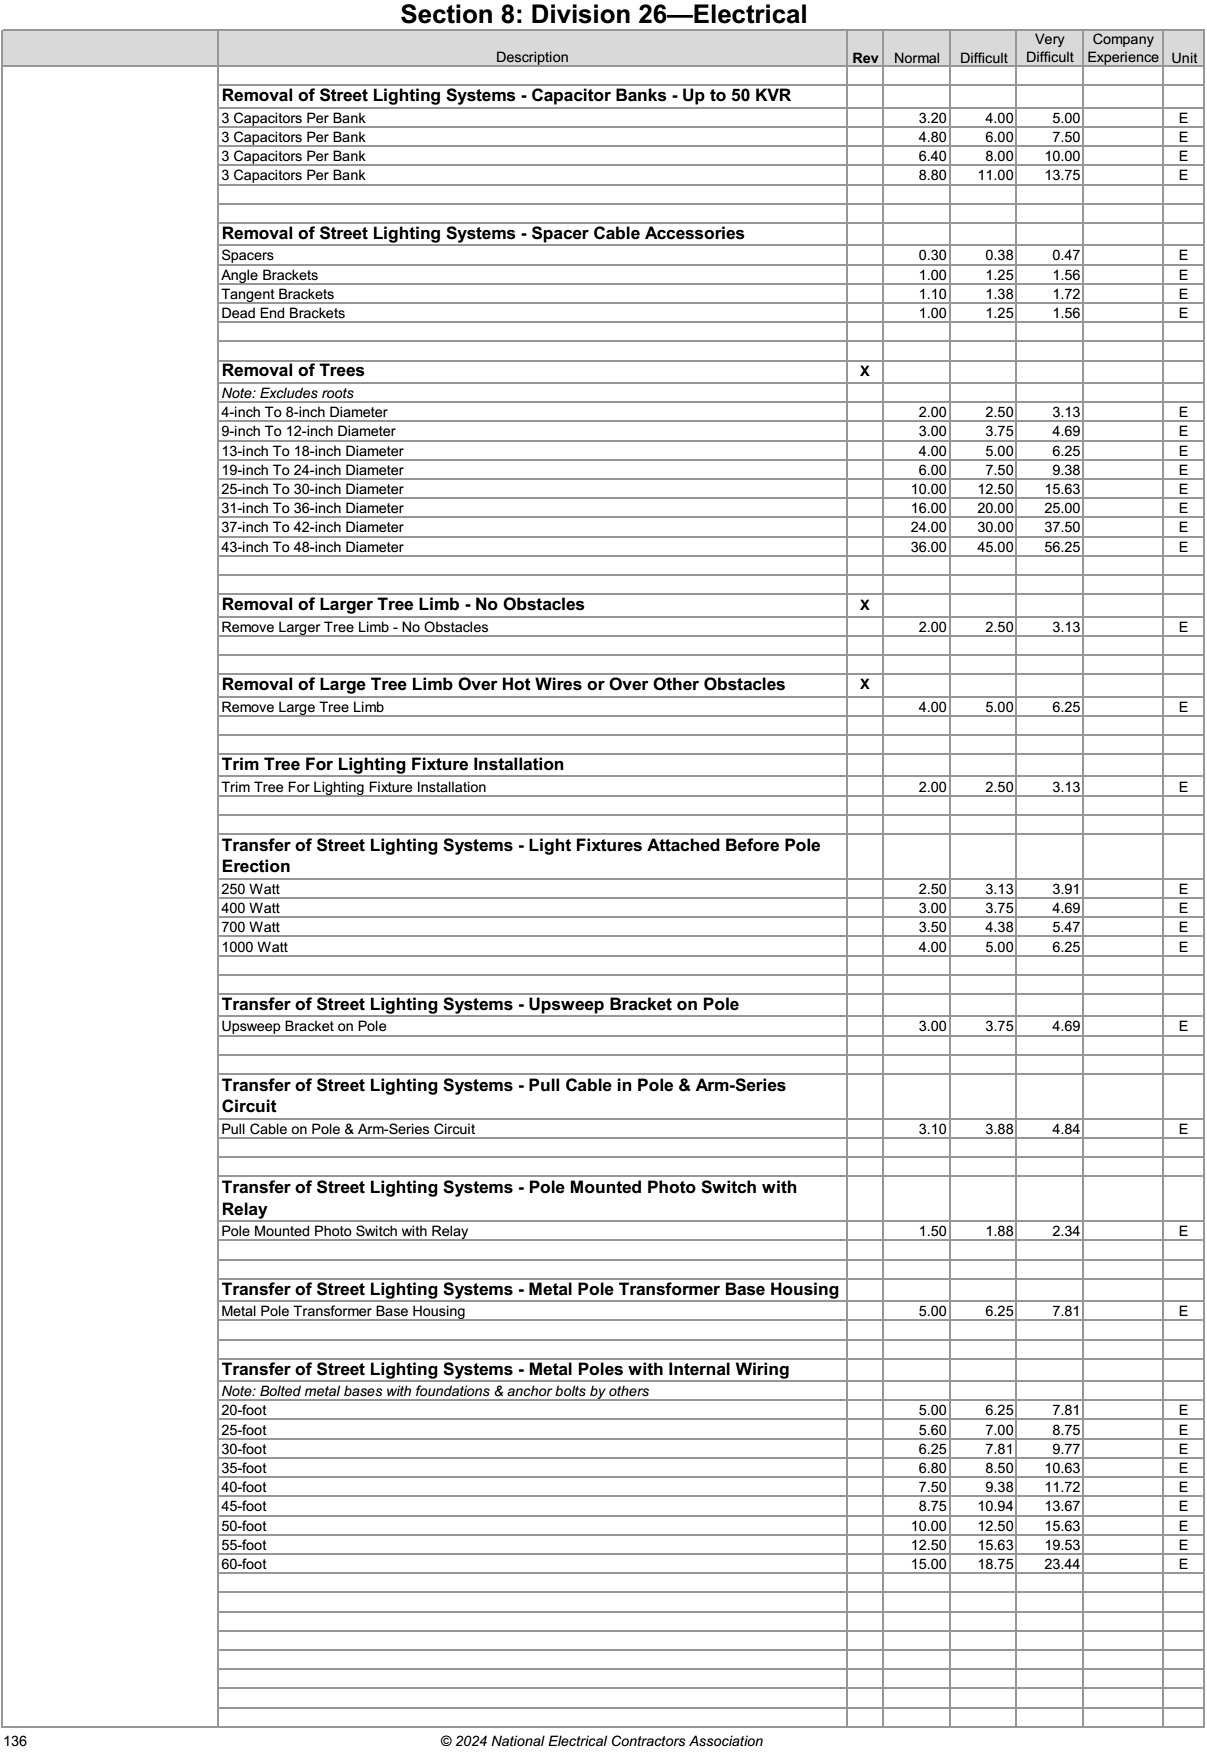 Section 8: Division 26—Electrical
Description Rev Normal Difficult Very Difficult Company Experience Unit
Removal of Street Lighting Systems - Capacitor Banks - Up to 50 KVR
3 Capacitors Per Bank 3.20 4.00 5.00 E
3 Capacitors Per Bank 4.80 6.00 7.50 E
3 Capacitors Per Bank 6.40 8.00 10.00 E
3 Capacitors Per Bank 8.80 11.00 13.75 E
Removal of Street Lighting Systems - Spacer Cable Accessories
Spacers 0.30 0.38 0.47 E
Angle Brackets 1.00 1.25 1.56 E
Tangent Brackets 1.10 1.38 1.72 E
Dead End Brackets 1.00 1.25 1.56 E
Removal of Trees X
Note: Excludes roots
4-inch To 8-inch Diameter 2.00 2.50 3.13 E
9-inch To 12-inch Diameter 3.00 3.75 4.69 E
13-inch To 18-inch Diameter 4.00 5.00 6.25 E
19-inch To 24-inch Diameter 6.00 7.50 9.38 E
25-inch To 30-inch Diameter 10.00 12.50 15.63 E
31-inch To 36-inch Diameter 16.00 20.00 25.00 E
37-inch To 42-inch Diameter 24.00 30.00 37.50 E
43-inch To 48-inch Diameter 36.00 45.00 56.25 E
Removal of Larger Tree Limb - No Obstacles X
Remove Larger Tree Limb - No Obstacles 2.00 2.50 3.13 E
Removal of Large Tree Limb Over Hot Wires or Over Other Obstacles X
Remove Large Tree Limb 4.00 5.00 6.25 E
Trim Tree For Lighting Fixture Installation
Trim Tree For Lighting Fixture Installation 2.00 2.50 3.13 E
Transfer of Street Lighting Systems - Light Fixtures Attached Before Pole
Erection
250 Watt 2.50 3.13 3.91 E
400 Watt 3.00 3.75 4.69 E
700 Watt 3.50 4.38 5.47 E
1000 Watt 4.00 5.00 6.25 E
Transfer of Street Lighting Systems - Upsweep Bracket on Pole
Upsweep Bracket on Pole 3.00 3.75 4.69 E
Transfer of Street Lighting Systems - Pull Cable in Pole & Arm-Series
Circuit
Pull Cable on Pole & Arm-Series Circuit 3.10 3.88 4.84 E
Transfer of Street Lighting Systems - Pole Mounted Photo Switch with
Relay
Pole Mounted Photo Switch with Relay 1.50 1.88 2.34 E
Transfer of Street Lighting Systems - Metal Pole Transformer Base Housing
Metal Pole Transformer Base Housing 5.00 6.25 7.81 E
Transfer of Street Lighting Systems - Metal Poles with Internal Wiring
Note: Bolted metal bases with foundations & anchor bolts by others
20-foot 5.00 6.25 7.81 E
25-foot 5.60 7.00 8.75 E
30-foot 6.25 7.81 9.77 E
35-foot 6.80 8.50 10.63 E
40-foot 7.50 9.38 11.72 E
45-foot 8.75 10.94 13.67 E
50-foot 10.00 12.50 15.63 E
55-foot 12.50 15.63 19.53 E
60-foot 15.00 18.75 23.44 E
136 © 2024 National Electrical Contractors Association